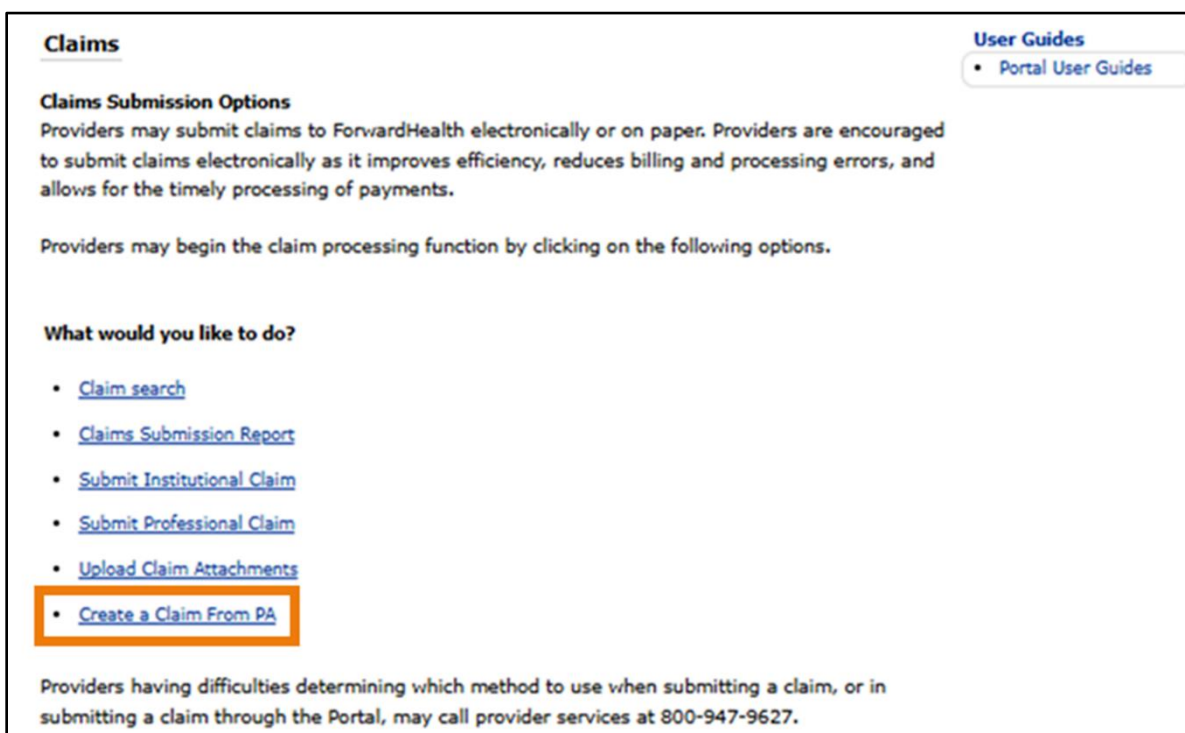 Claims
User Guides
• Portal User Guides
Claims Submission Options
Providers may submit claims to ForwardHealth electronically or on paper. Providers are encouraged
to submit claims electronically as it improves efficiency, reduces billing and processing errors, and
allows for the timely processing of payments.
Providers may begin the claim processing function by clicking on the following options.
What would you like to do?
• Claim search
• Claims Submission Report
• Submit Institutional Claim
• Submit Professional Claim
• Upload Claim Attachments
• Create a Claim From PA
Providers having difficulties determining which method to use when submitting a claim, or in
submitting a claim through the Portal, may call provider services at 800-947-9627.